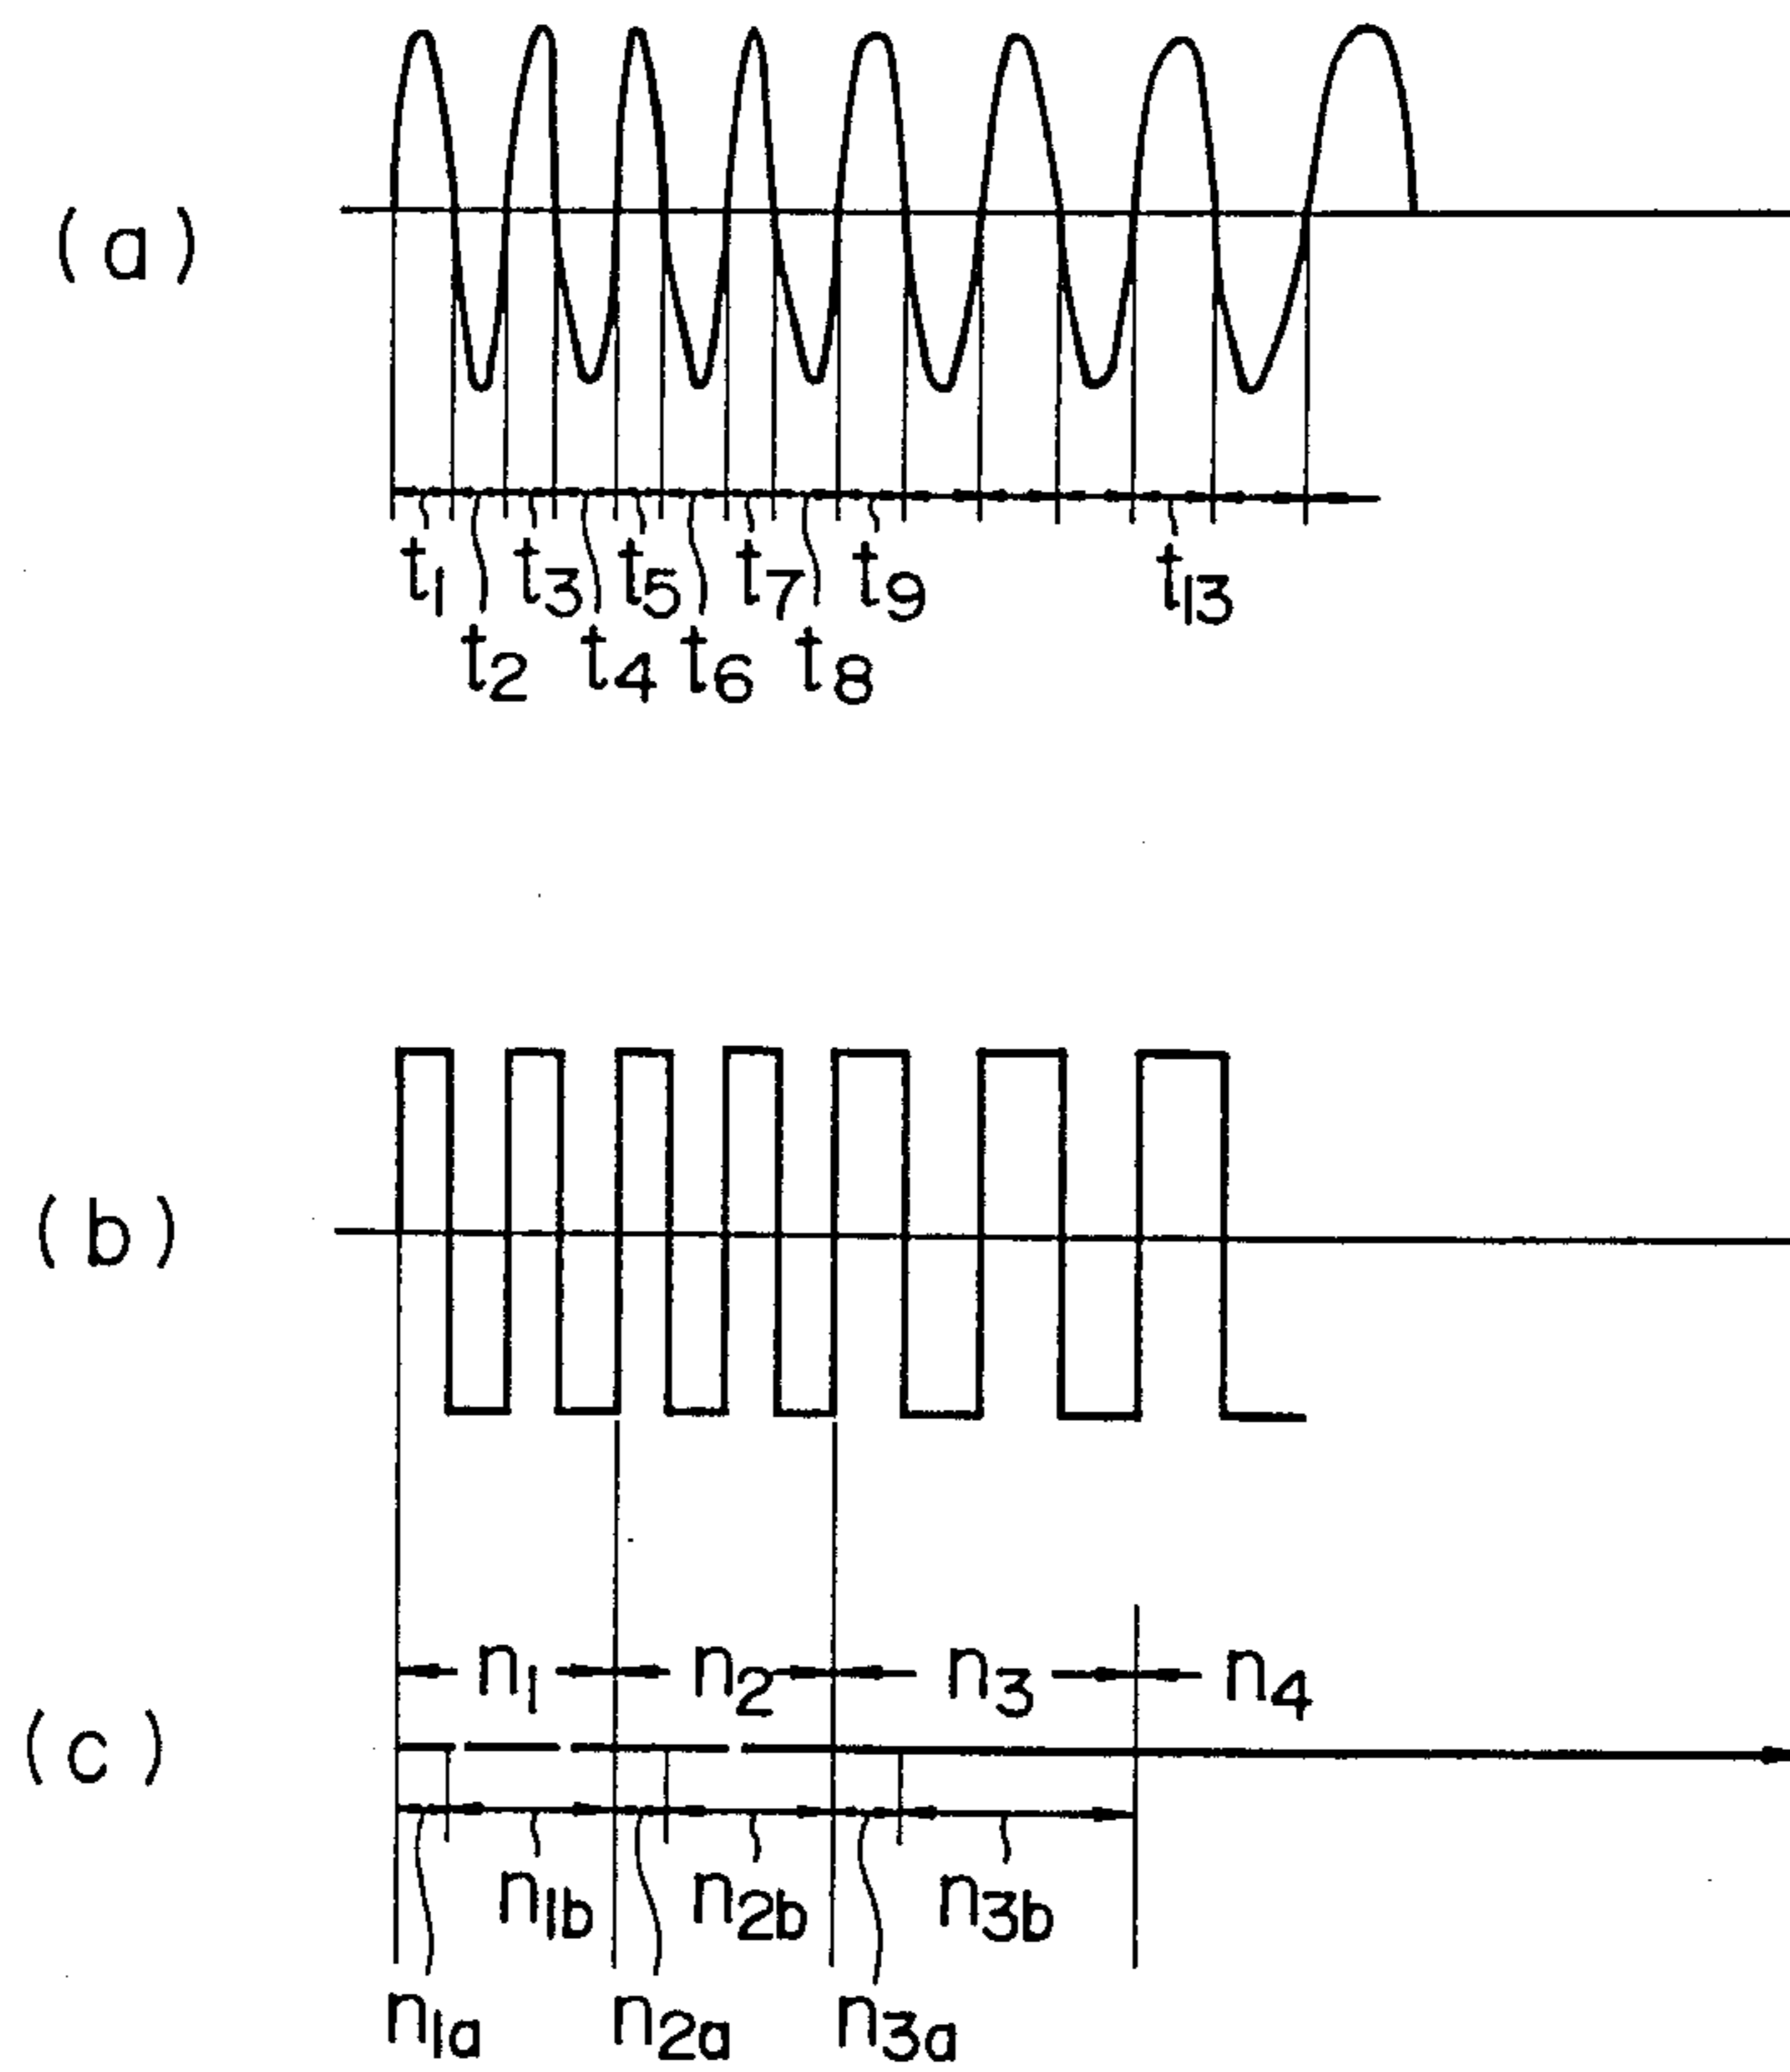 (a)
t1 t3 t5 t7 t9 t13
t2 t4 t6 t8
(b)
n1 n2 n3 n4
(c)
n1b n2b n3b
n1a n2a n3a